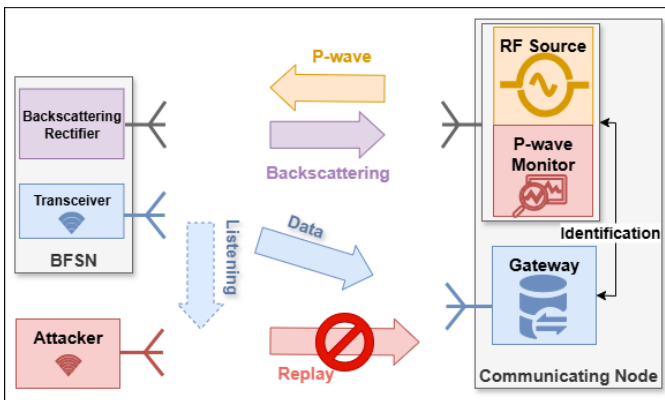 P-wave
RF Source
Backscattering
Rectifier
P-wave
Monitor
Backscattering
Transceiver
BFSN
Listening
Data
Identification
Gateway
Attacker
Replay
Communicating Node